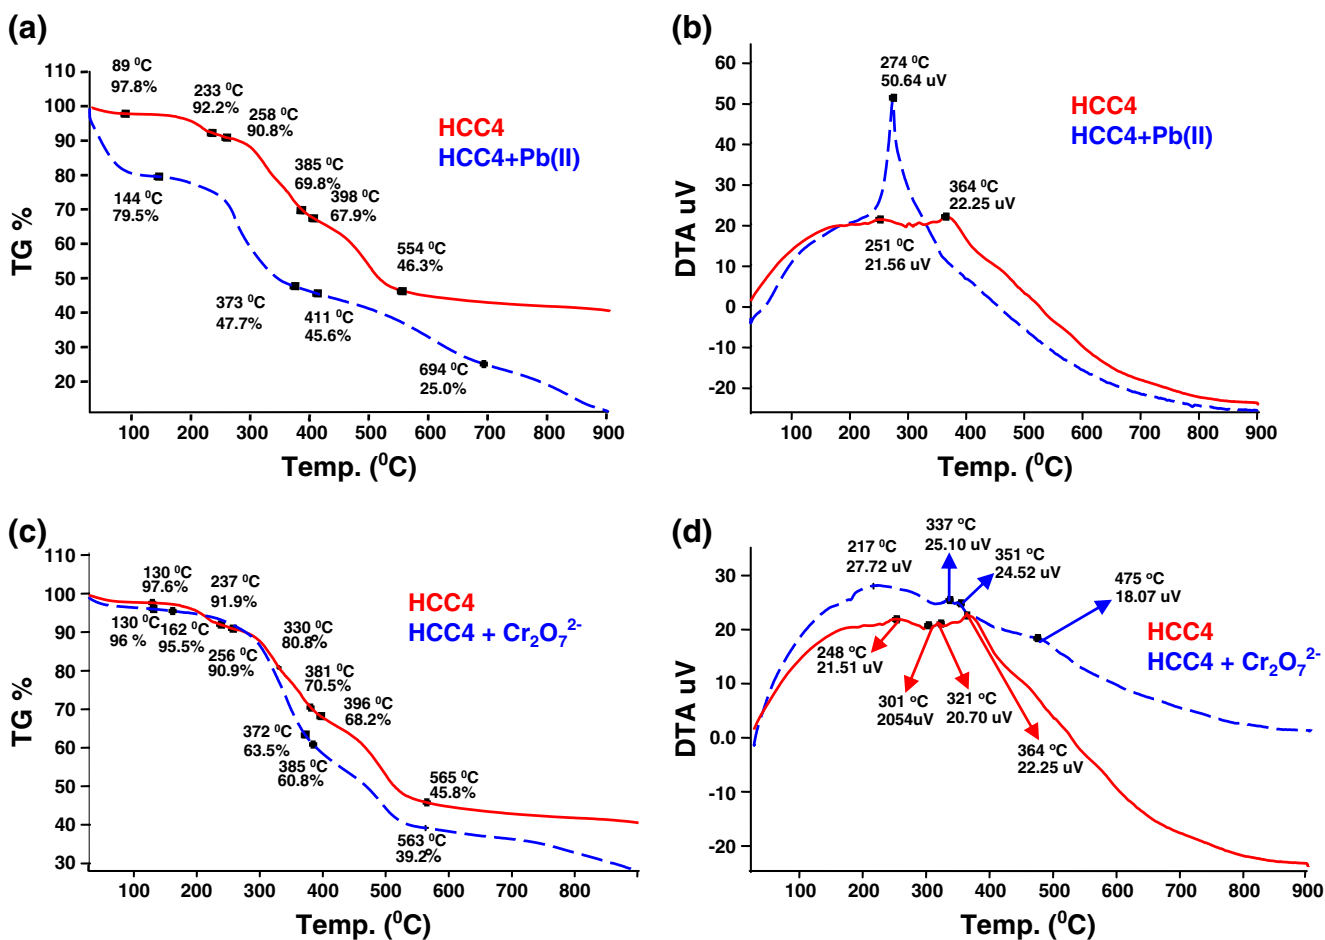 (a)
110
100
90
80
70
60
50
40
30
20
TG %
100 200 300 400 500 600 700 800 900
Temp. (⁰C)
89 ⁰C
97.8%
233 ⁰C
92.2%
258 ⁰C
90.8%
385 ⁰C
69.8%
398 ⁰C
67.9%
554 ⁰C
46.3%
144 ⁰C
79.5%
373 ⁰C
47.7%
411 ⁰C
45.6%
694 ⁰C
25.0%
HCC4
HCC4+Pb(II)
(b)
60
50
40
30
20
10
0
-10
-20
DTA uV
100 200 300 400 500 600 700 800 900
Temp. (⁰C)
274 ⁰C
50.64 uV
364 ⁰C
22.25 uV
251 ⁰C
21.56 uV
HCC4
HCC4+Pb(II)
(c)
110
100
90
80
70
60
50
40
30
TG %
100 200 300 400 500 600 700 800
Temp. (⁰C)
130 ⁰C
97.6%
237 ⁰C
91.9%
130 ⁰C
96 %
162 ⁰C
95.5%
256 ⁰C
90.9%
330 ⁰C
80.8%
381 ⁰C
70.5%
396 ⁰C
68.2%
372 ⁰C
63.5%
385 ⁰C
60.8%
565 ⁰C
45.8%
563 ⁰C
39.2%
HCC4
HCC4 + Cr₂O₇²⁻
(d)
30
20
10
0.0
-10
-20
DTA uV
100 200 300 400 500 600 700 800 900
Temp. (⁰C)
217 ⁰C
27.72 uV
337 ºC
25.10 uV
351 ºC
24.52 uV
475 ºC
18.07 uV
248 ºC
21.51 uV
301 ºC
2054uV
321 ºC
20.70 uV
364 ºC
22.25 uV
HCC4
HCC4 + Cr₂O₇²⁻